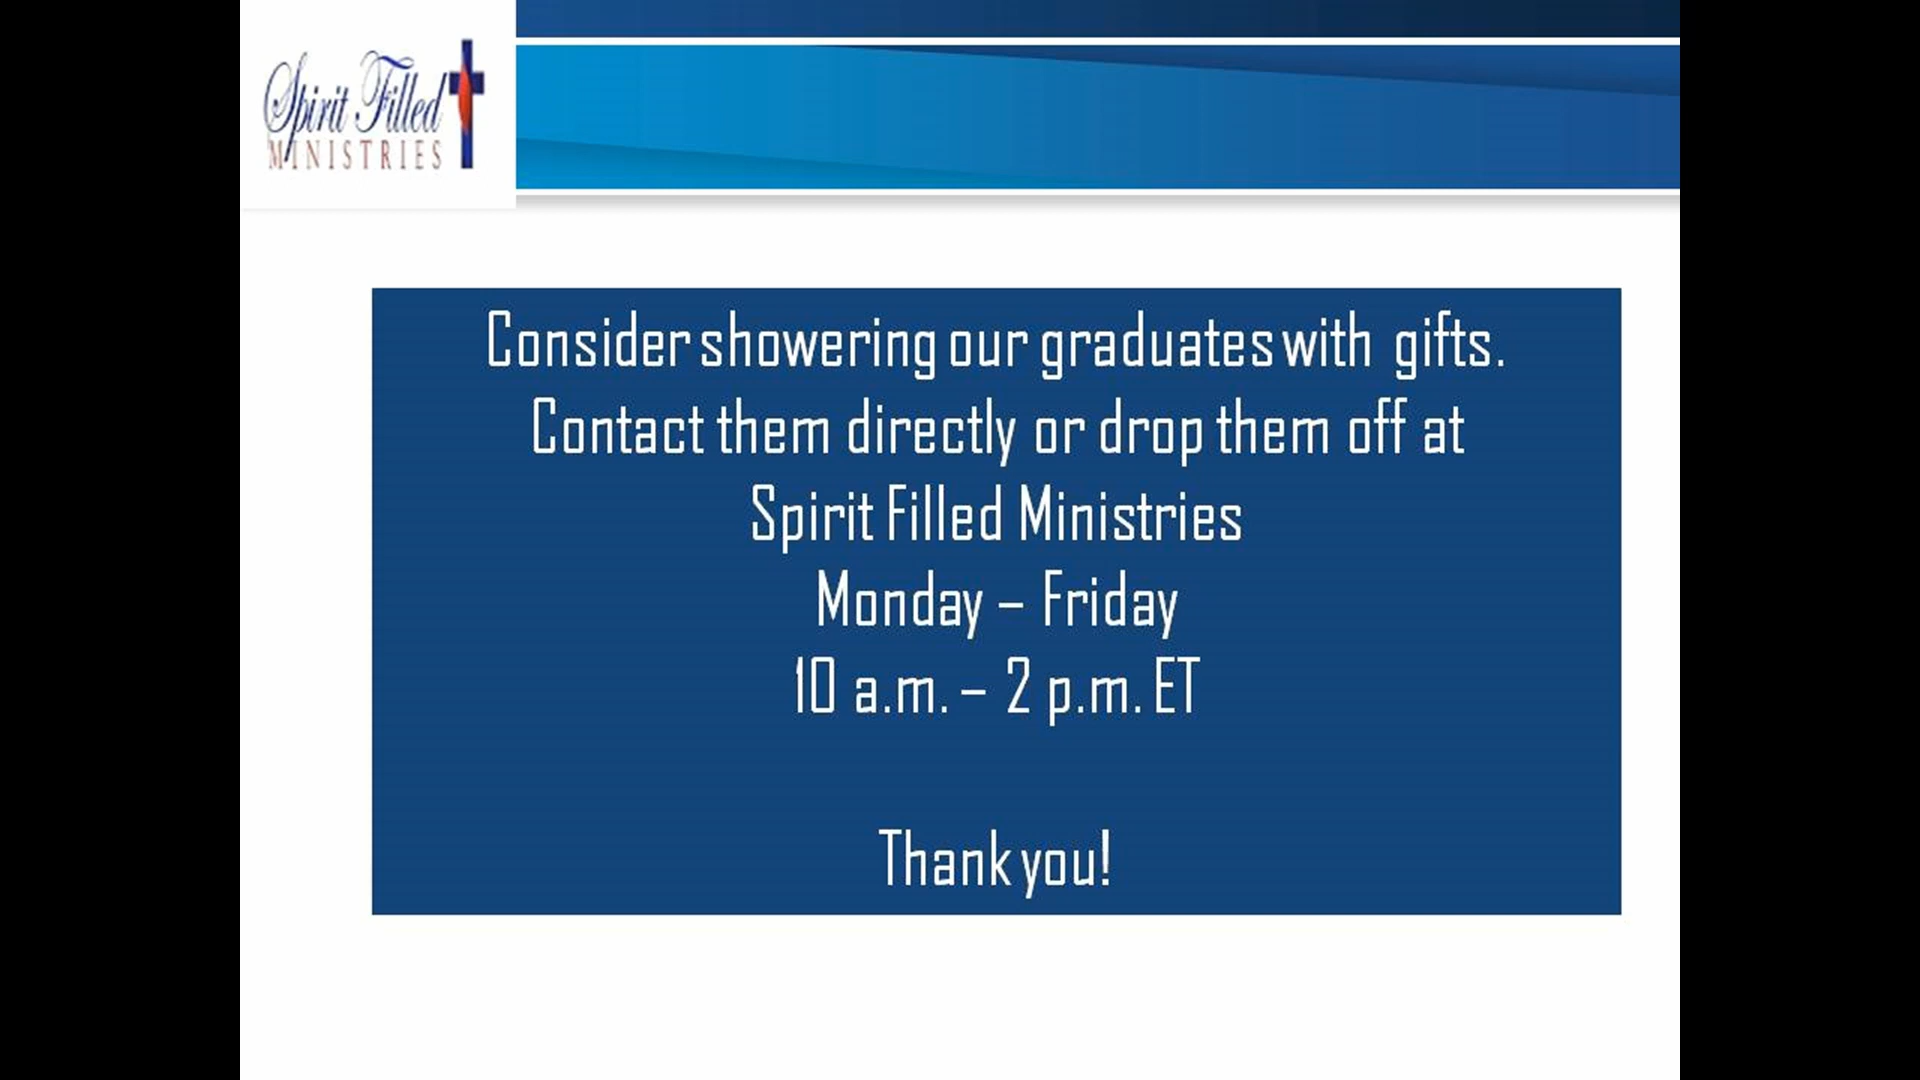 Spirit Filled
MINISTRIES
Consider showering our graduates with gifts.
Contact them directly or drop them off at
Spirit Filled Ministries
Monday – Friday
10 a.m. – 2 p.m. ET
Thank you!